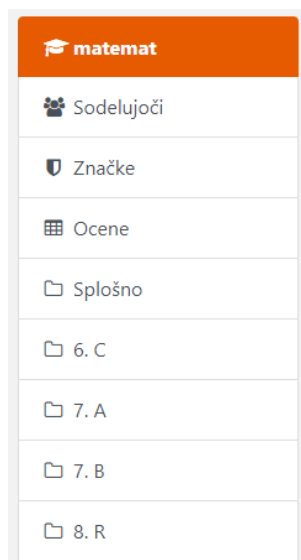 matemat
Sodelujoči
Značke
Ocene
Splošno
6. C
7. A
7. B
8. R